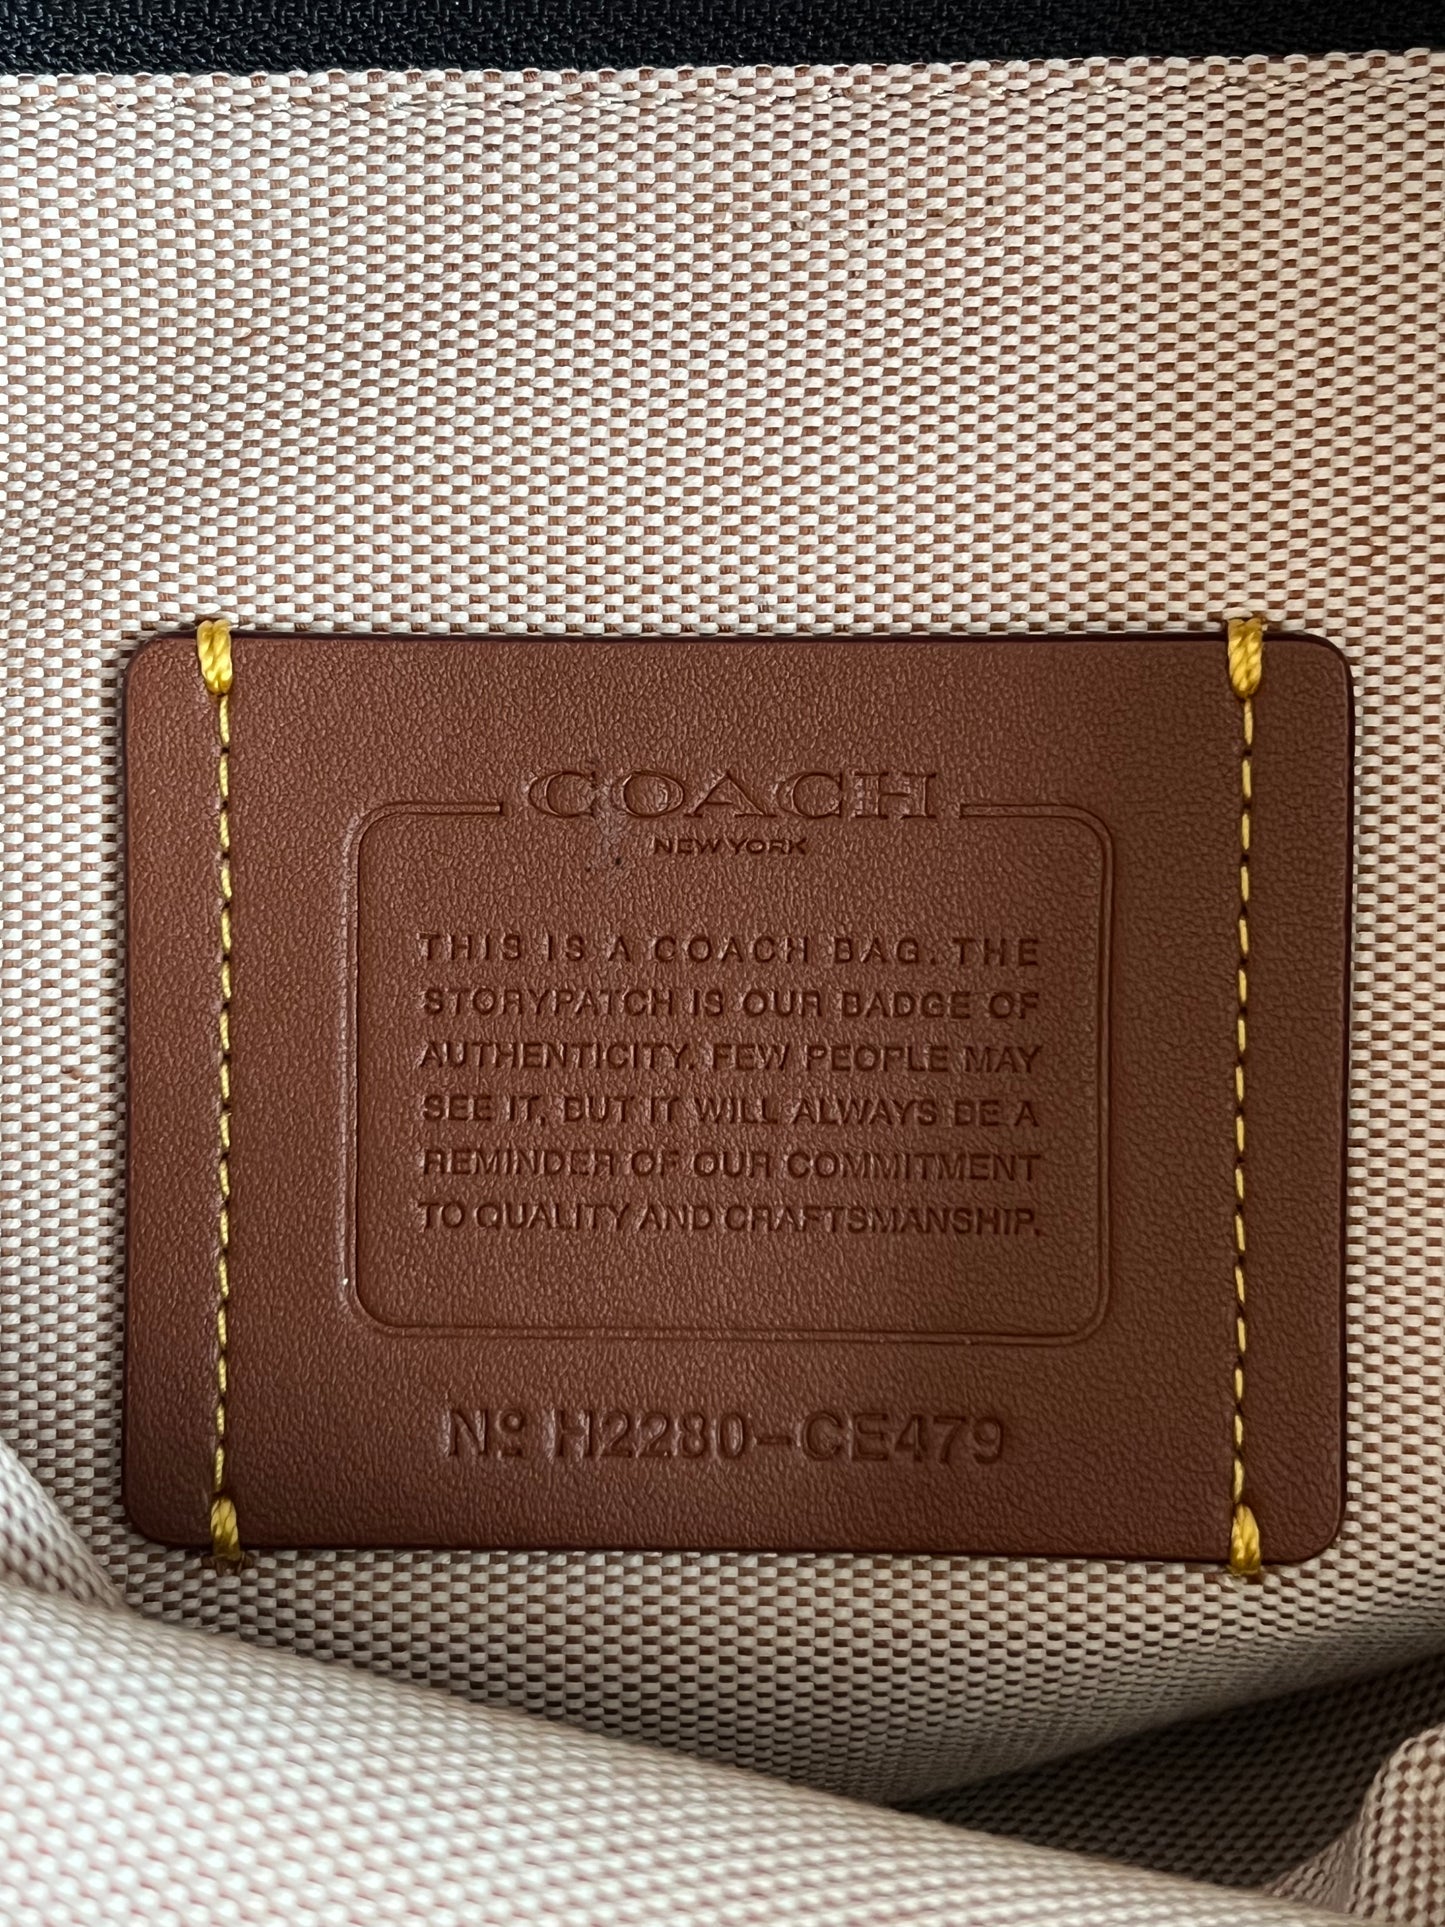 COACH
NEW YORK
THIS IS A COACH BAG. THE
STORYPATCH IS OUR BADGE OF
AUTHENTICITY. FEW PEOPLE MAY
SEE IT, BUT IT WILL ALWAYS BE A
REMINDER OF OUR COMMITMENT
TO QUALITY AND CRAFTSMANSHIP.
Nº H2280-CE479